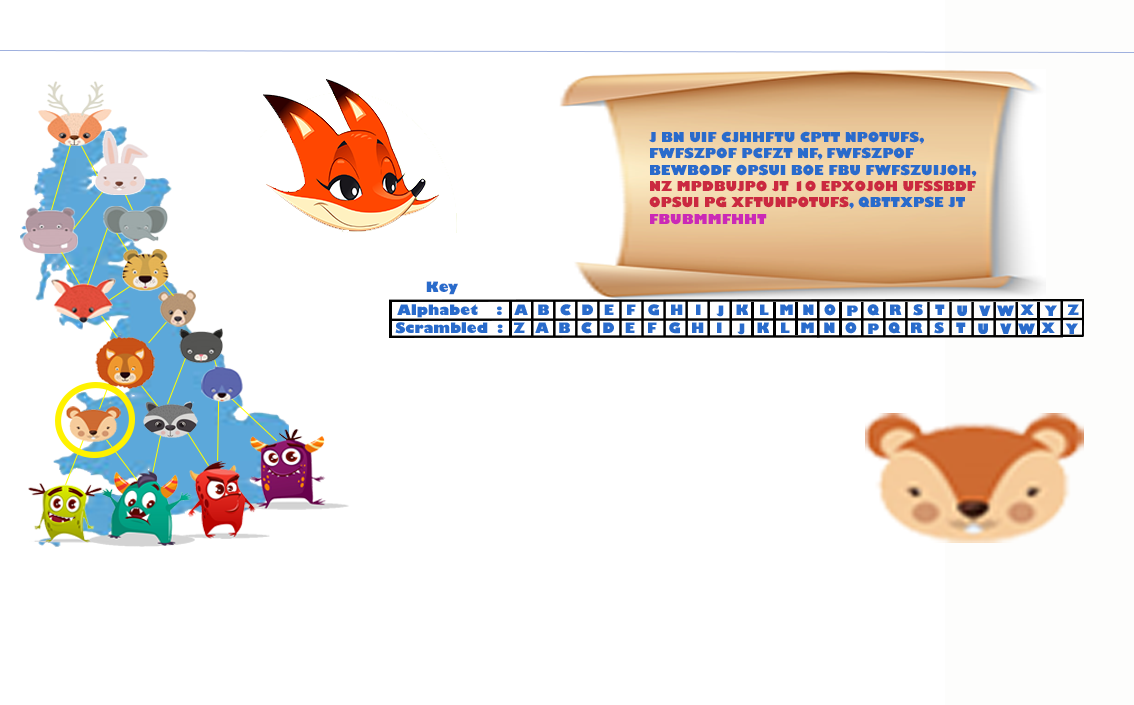 J BN UIF CJHHFTU CPTT NPOTUFS,
FWFSZPOF PCFZT NF, FWFSZPOF
BEWBODF OPSUI BOE FBU FWFSZUIJOH,
NZ MPDBUJPO JT 10 EPXOJOH UFSSBDF
OPSUI PG XFTUNPOTUFS, QBTTXPSE JT
FBUBMMFHHT
Key
Alphabet : A B C D E F G H I J K L M N O P Q R S T U V W X Y Z
Scrambled : Z A B C D E F G H I J K L M N O P Q R S T U V W X Y